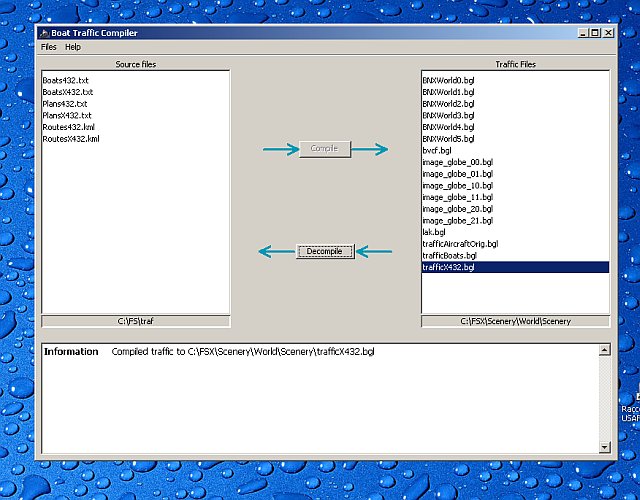 Boat Traffic Compiler
Files Help
Source files
Traffic Files
Boats432.txt
BoatsX432.txt
Plans432.txt
PlansX432.txt
Routes432.kml
RoutesX432.kml
Compile
Decompile
BNXWorld0.bgl
BNXWorld1.bgl
BNXWorld2.bgl
BNXWorld3.bgl
BNXWorld4.bgl
BNXWorld5.bgl
bvcf.bgl
image_globe_00.bgl
image_globe_01.bgl
image_globe_10.bgl
image_globe_11.bgl
image_globe_20.bgl
image_globe_21.bgl
lak.bgl
trafficAircraftOrig.bgl
trafficBoats.bgl
trafficX432.bgl
C:\FS\traf
C:\FSX\Scenery\World\Scenery
Information Compiled traffic to C:\FSX\Scenery\World\Scenery\trafficX432.bgl